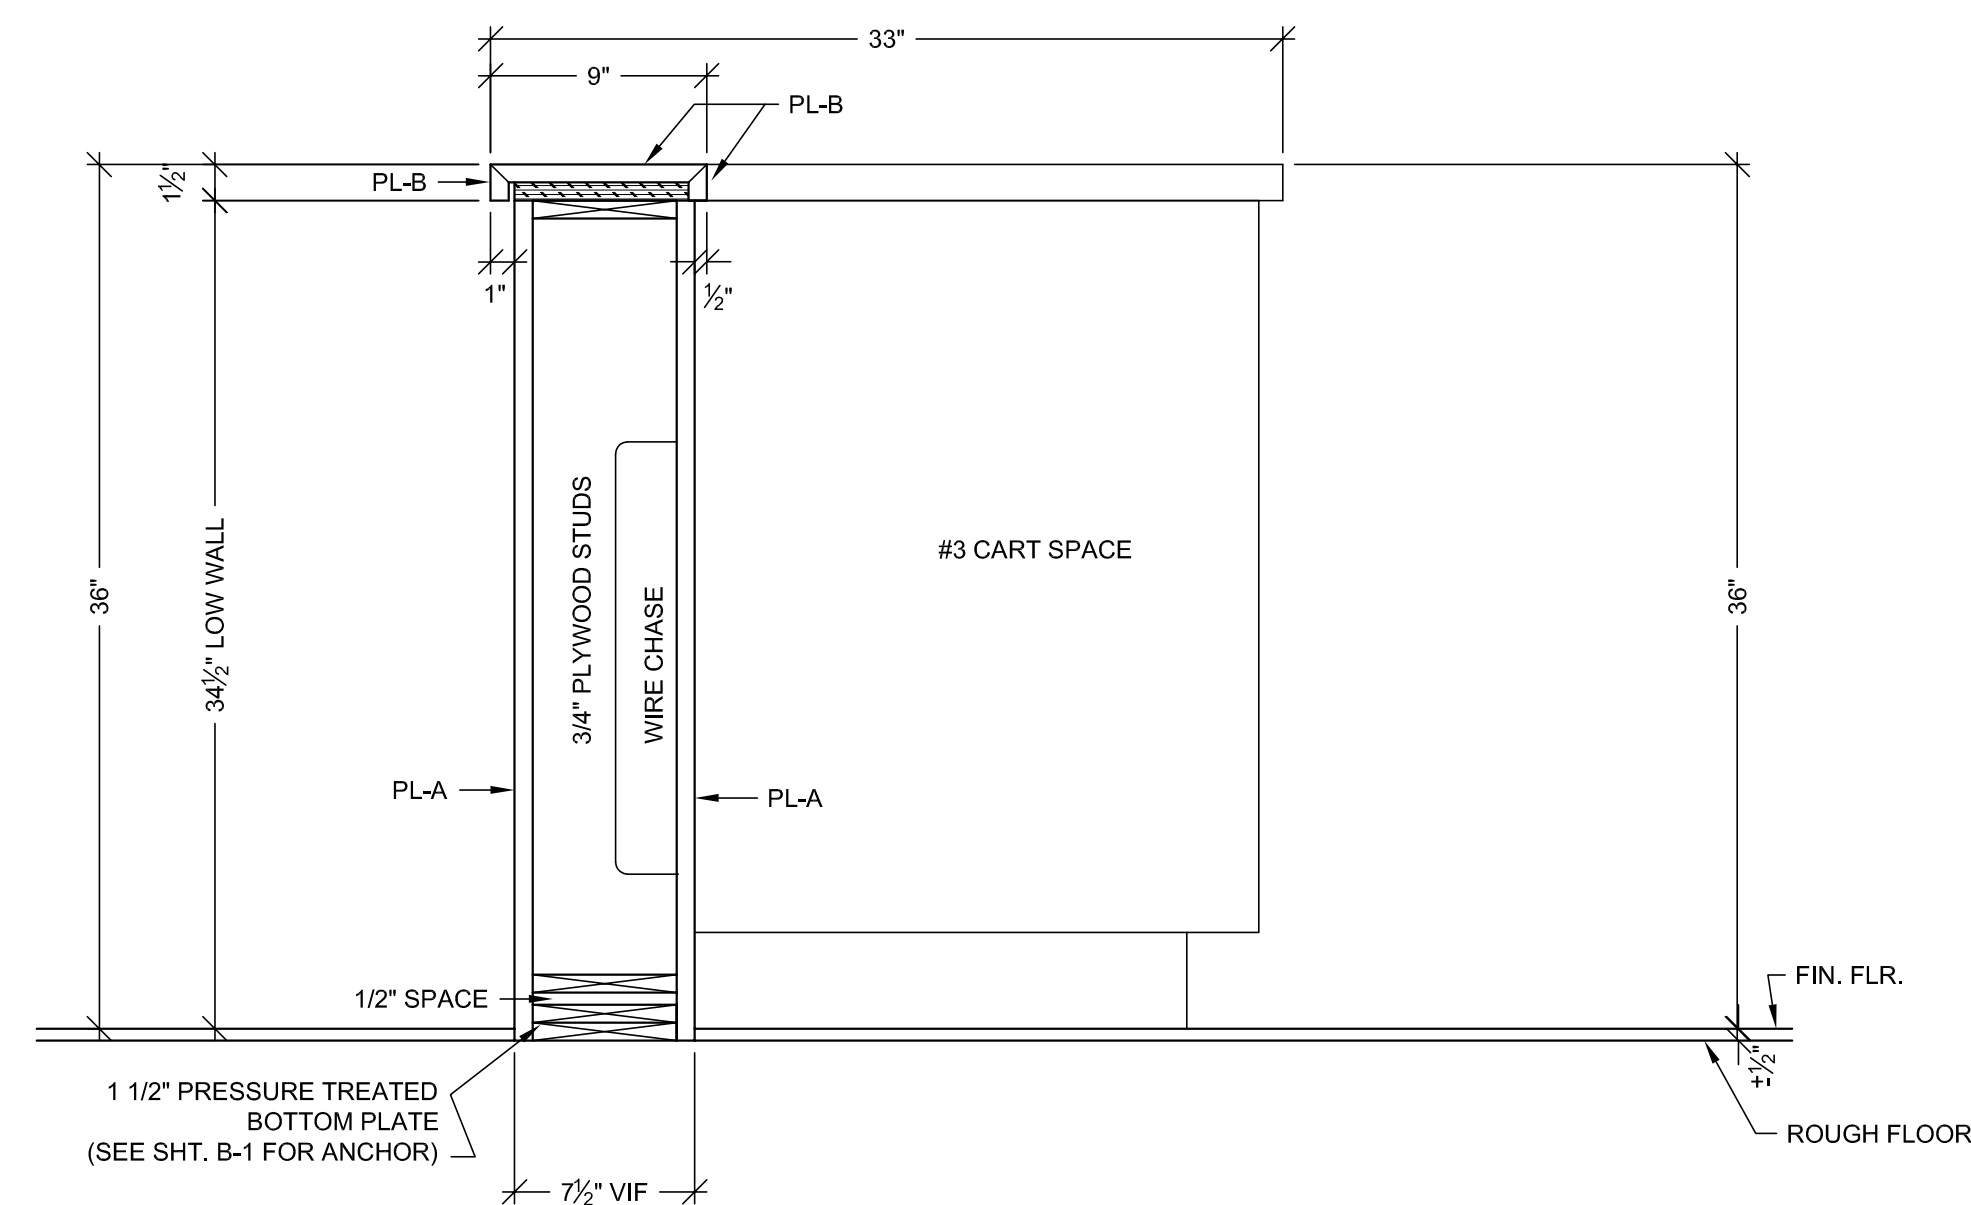 33"
9"
PL-B
1½"
PL-B
1"
½"
36"
34½" LOW WALL
3/4" PLYWOOD STUDS
WIRE CHASE
#3 CART SPACE
36"
PL-A
PL-A
1/2" SPACE
FIN. FLR.
±½"
1 1/2" PRESSURE TREATED
BOTTOM PLATE
(SEE SHT. B-1 FOR ANCHOR)
ROUGH FLOOR
7½" VIF